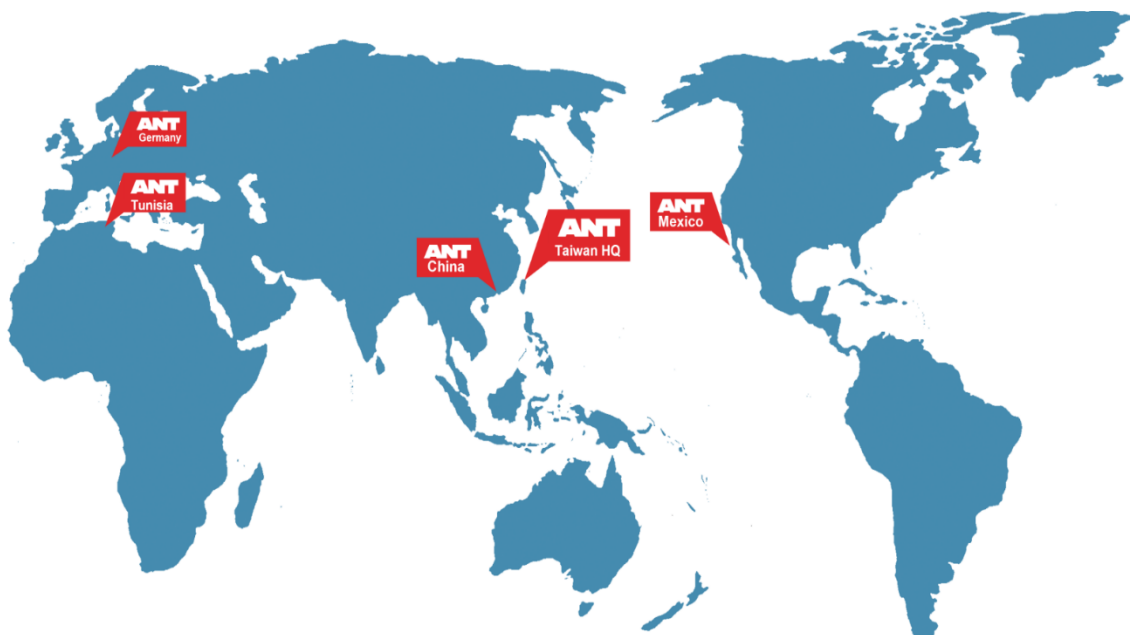 ANT
Germany
ANT
Tunisia
ANT
Mexico
ANT
Taiwan HQ
ANT
China